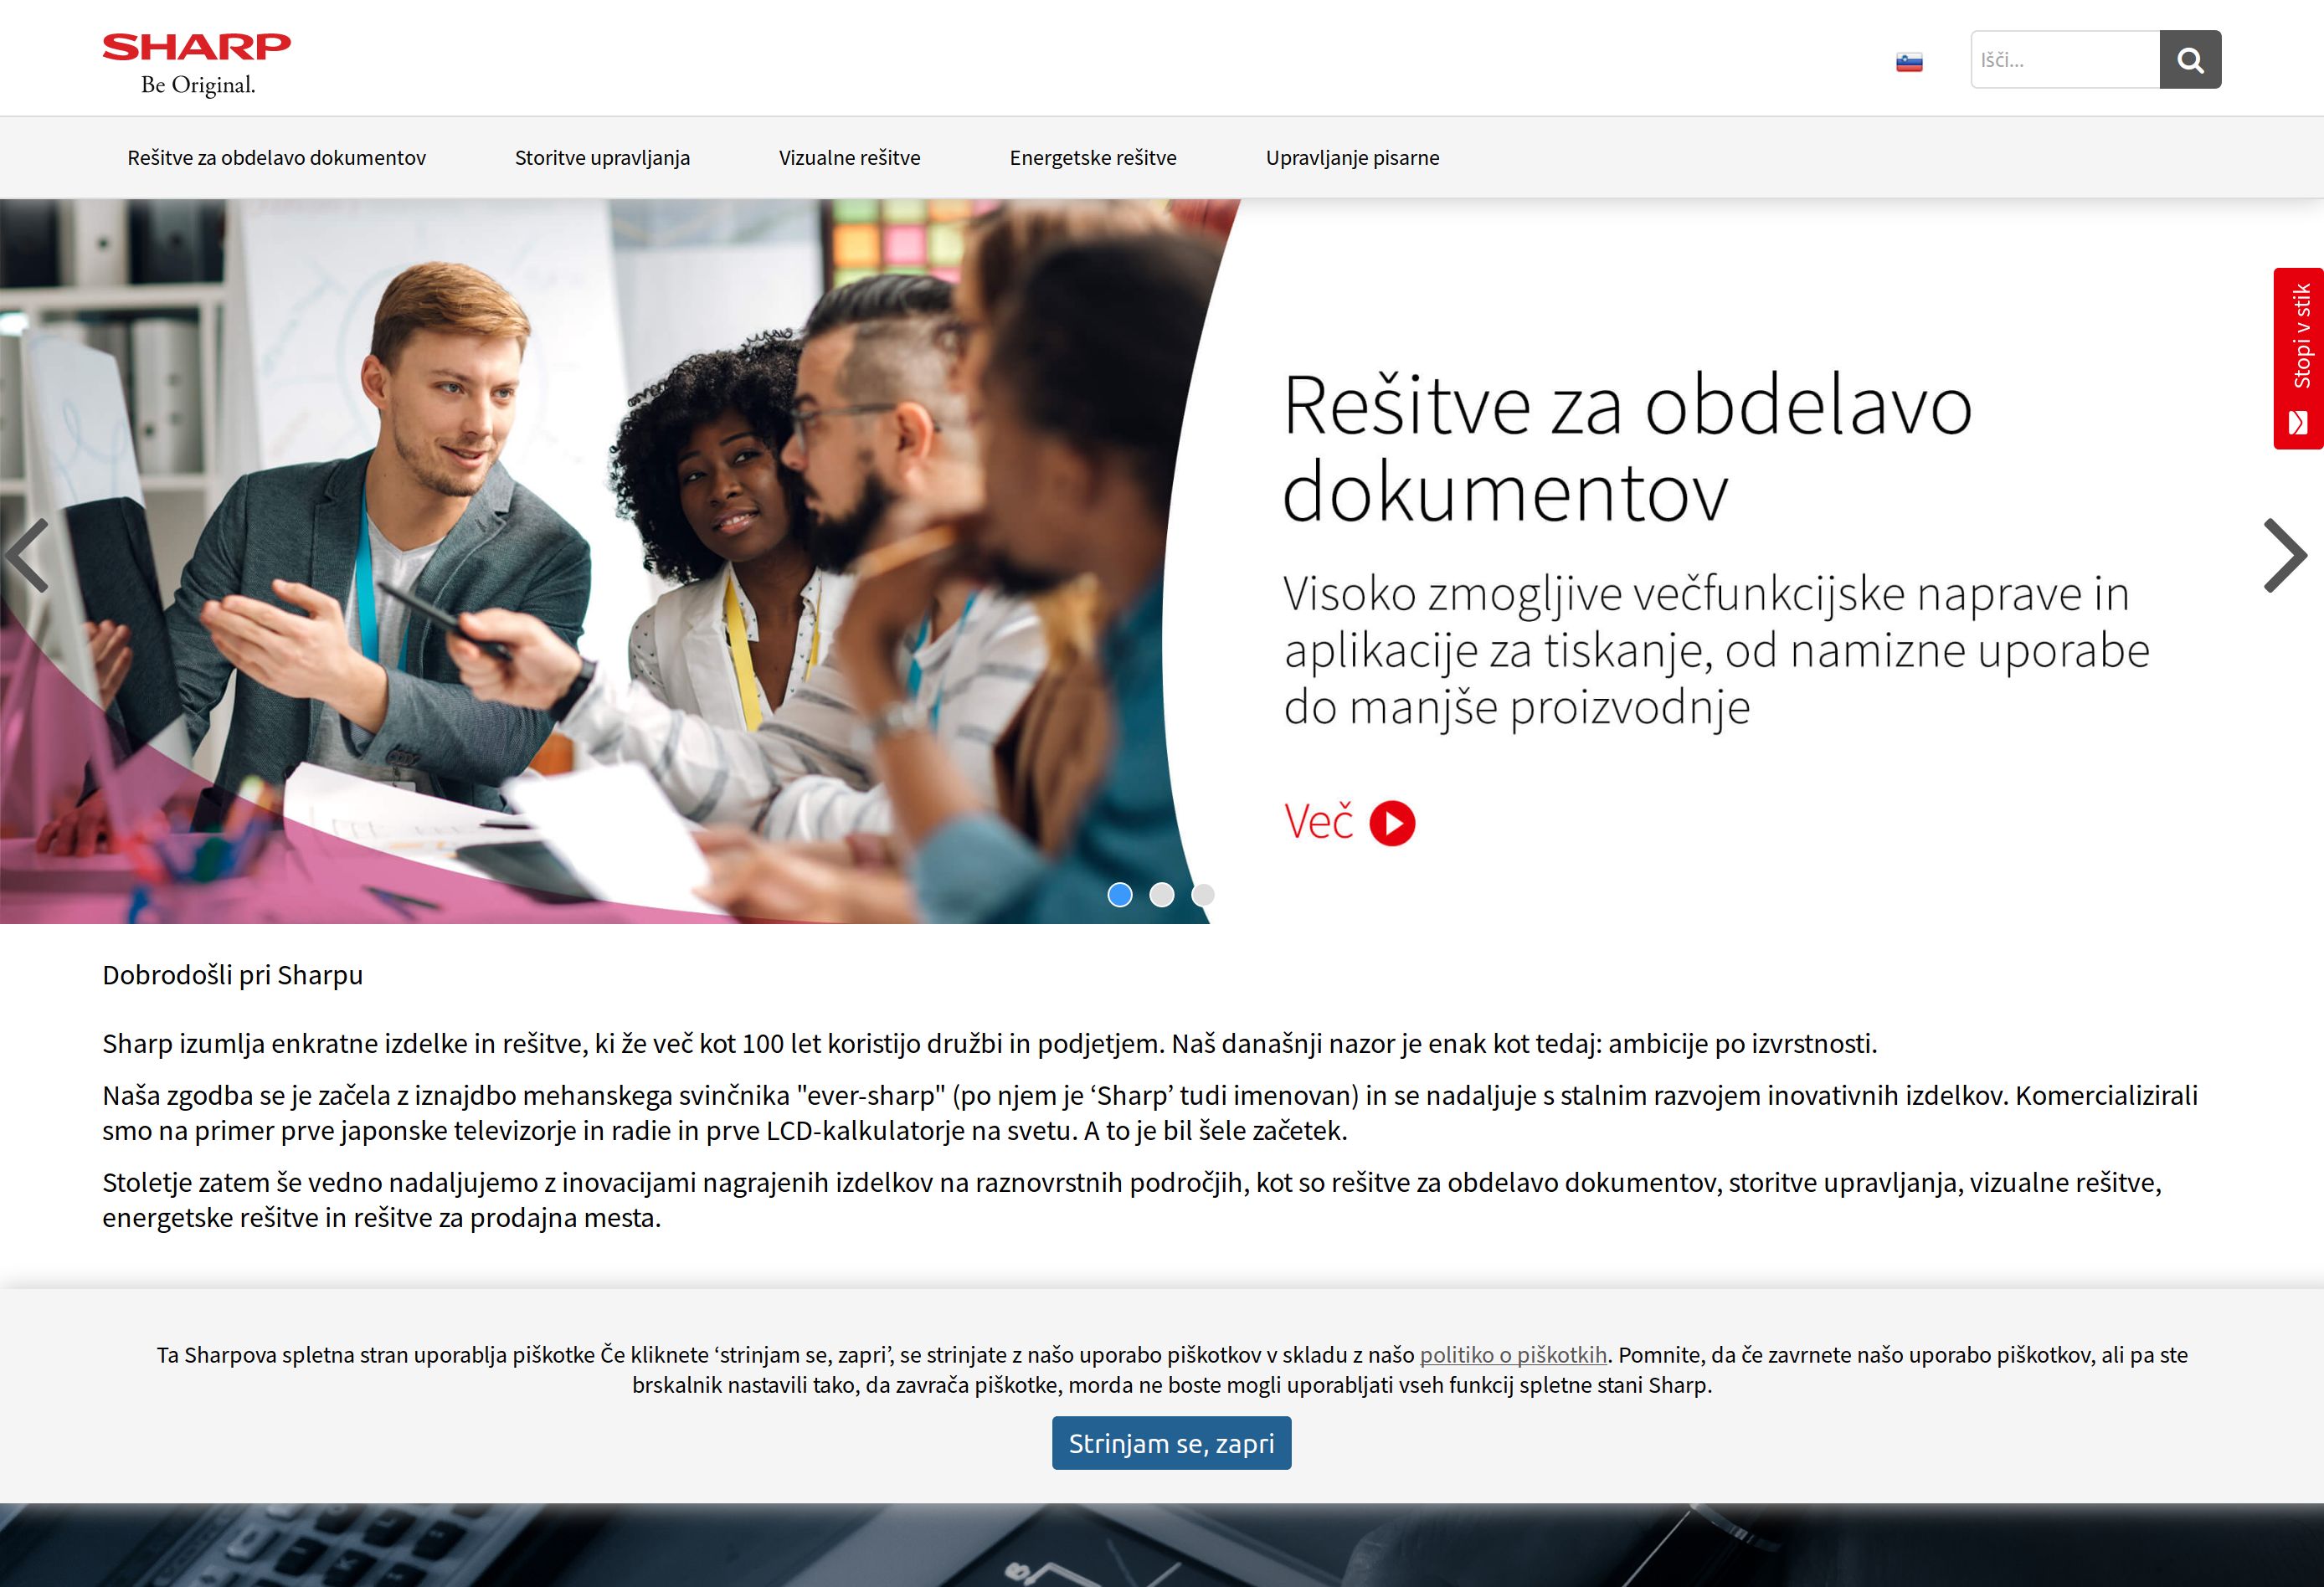 SHARP
Be Original.
Išči...
Rešitve za obdelavo dokumentov
Storitve upravljanja
Vizualne rešitve
Energetske rešitve
Upravljanje pisarne
Stopi v stik
Rešitve za obdelavo
dokumentov
Visoko zmogljive večfunkcijske naprave in
aplikacije za tiskanje, od namizne uporabe
do manjše proizvodnje
Več
Dobrodošli pri Sharpu
Sharp izumlja enkratne izdelke in rešitve, ki že več kot 100 let koristijo družbi in podjetjem. Naš današnji nazor je enak kot tedaj: ambicije po izvrstnosti.
Naša zgodba se je začela z iznajdbo mehanskega svinčnika "ever-sharp" (po njem je ‘Sharp’ tudi imenovan) in se nadaljuje s stalnim razvojem inovativnih izdelkov. Komercializirali
smo na primer prve japonske televizorje in radie in prve LCD-kalkulatorje na svetu. A to je bil šele začetek.
Stoletje zatem še vedno nadaljujemo z inovacijami nagrajenih izdelkov na raznovrstnih področjih, kot so rešitve za obdelavo dokumentov, storitve upravljanja, vizualne rešitve,
energetske rešitve in rešitve za prodajna mesta.
Ta Sharpova spletna stran uporablja piškotke Če kliknete ‘strinjam se, zapri’, se strinjate z našo uporabo piškotkov v skladu z našo politiko o piškotkih. Pomnite, da če zavrnete našo uporabo piškotkov, ali pa ste
brskalnik nastavili tako, da zavrača piškotke, morda ne boste mogli uporabljati vseh funkcij spletne stani Sharp.
Strinjam se, zapri